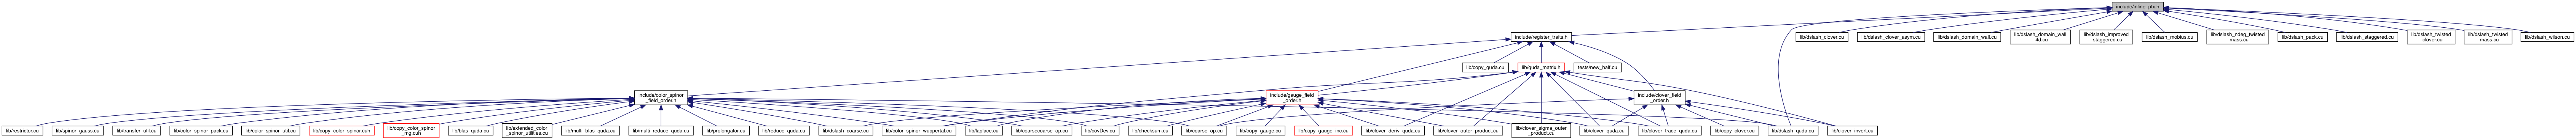 include/inline_ptx.h
include/register_traits.h
lib/dslash_clover.cu
lib/dslash_clover_asym.cu
lib/dslash_domain_wall.cu
lib/dslash_domain_wall
_4d.cu
lib/dslash_improved
_staggered.cu
lib/dslash_mobius.cu
lib/dslash_ndeg_twisted
_mass.cu
lib/dslash_pack.cu
lib/dslash_staggered.cu
lib/dslash_twisted
_clover.cu
lib/dslash_twisted
_mass.cu
lib/dslash_wilson.cu
lib/copy_quda.cu
lib/quda_matrix.h
tests/new_half.cu
include/color_spinor
_field_order.h
include/gauge_field
_order.h
include/clover_field
_order.h
lib/restrictor.cu
lib/spinor_gauss.cu
lib/transfer_util.cu
lib/color_spinor_pack.cu
lib/color_spinor_util.cu
lib/copy_color_spinor.cuh
lib/copy_color_spinor
_mg.cuh
lib/blas_quda.cu
lib/extended_color
_spinor_utilities.cu
lib/multi_blas_quda.cu
lib/multi_reduce_quda.cu
lib/prolongator.cu
lib/reduce_quda.cu
lib/dslash_coarse.cu
lib/color_spinor_wuppertal.cu
lib/laplace.cu
lib/coarsecoarse_op.cu
lib/covDev.cu
lib/checksum.cu
lib/coarse_op.cu
lib/copy_gauge.cu
lib/copy_gauge_inc.cu
lib/clover_deriv_quda.cu
lib/clover_outer_product.cu
lib/clover_sigma_outer
_product.cu
lib/clover_quda.cu
lib/clover_trace_quda.cu
lib/copy_clover.cu
lib/dslash_quda.cu
lib/clover_invert.cu